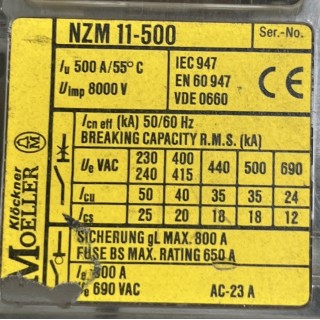 NZM 11-500 Ser.-No.
Iu 500 A/55° C IEC 947
Uimp 8000 V EN 60 947
VDE 0660
CE
Icn eff (kA) 50/60 Hz
BREAKING CAPACITY R.M.S. (kA)
Ue VAC 230 240 400 415 440 500 690
Icu 50 40 35 35 24
Ics 25 20 18 18 12
SICHERUNG gL MAX. 800 A
FUSE BS MAX. RATING 650 A
Ue 690 VAC AC-23 A
Klöckner
MOELLER
M